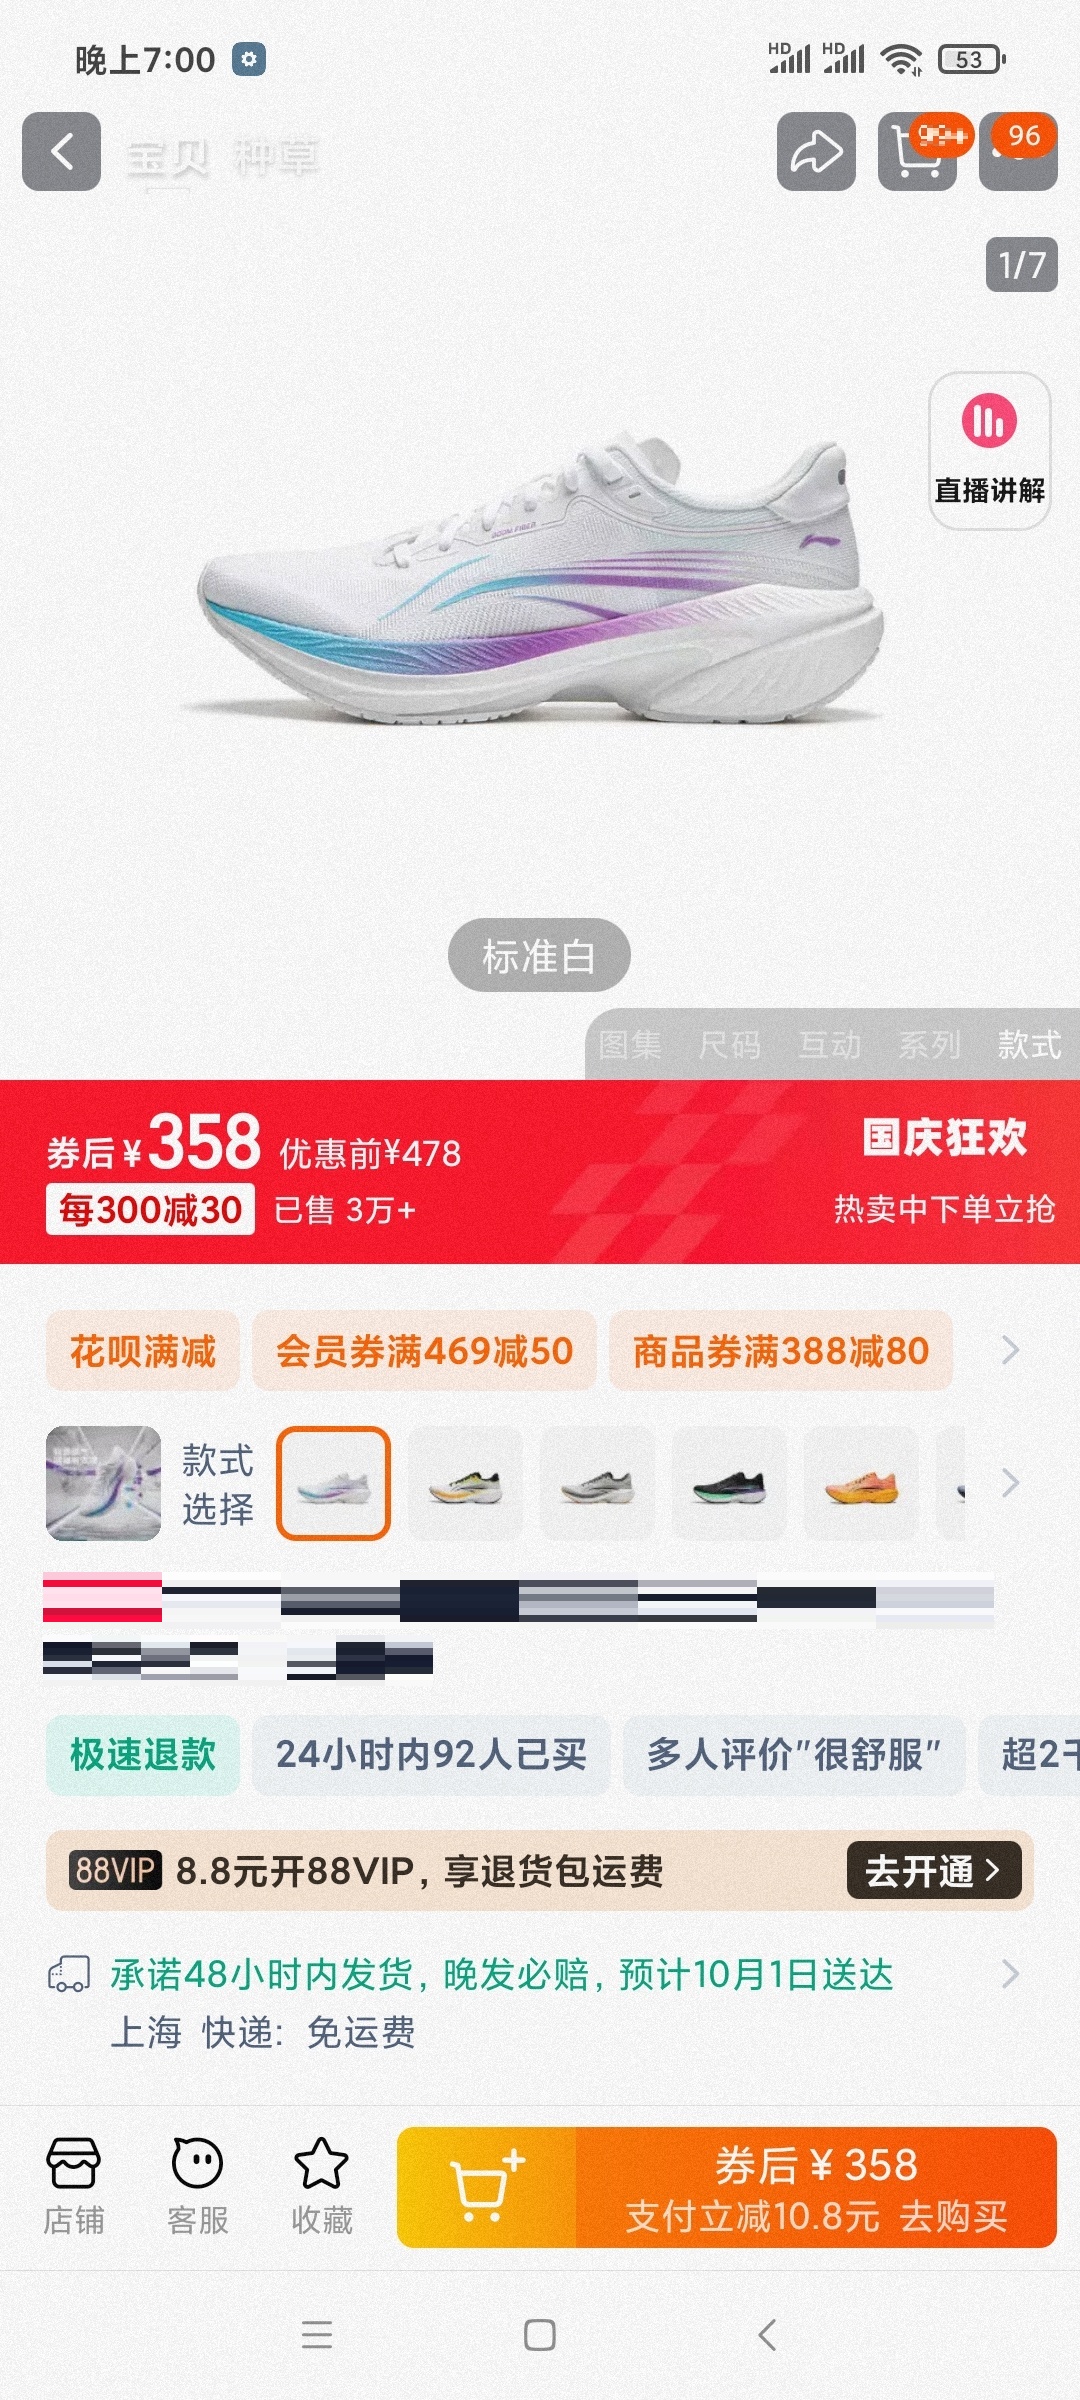 晚上7:00
HD HD 53
宝贝 种草
96
1/7
直播讲解
BOOM FIBER
标准白
图集 尺码 互动 系列 款式
券后¥358 优惠前¥478
国庆狂欢
每300减30 已售 3万+
热卖中下单立抢
花呗满减 会员券满469减50 商品券满388减80
款式
选择
极速退款 24小时内92人已买 多人评价"很舒服" 超2千
88VIP 8.8元开88VIP，享退货包运费 去开通
承诺48小时内发货，晚发必赔，预计10月1日送达
上海 快递：免运费
券后¥358
店铺 客服 收藏 支付立减10.8元 去购买